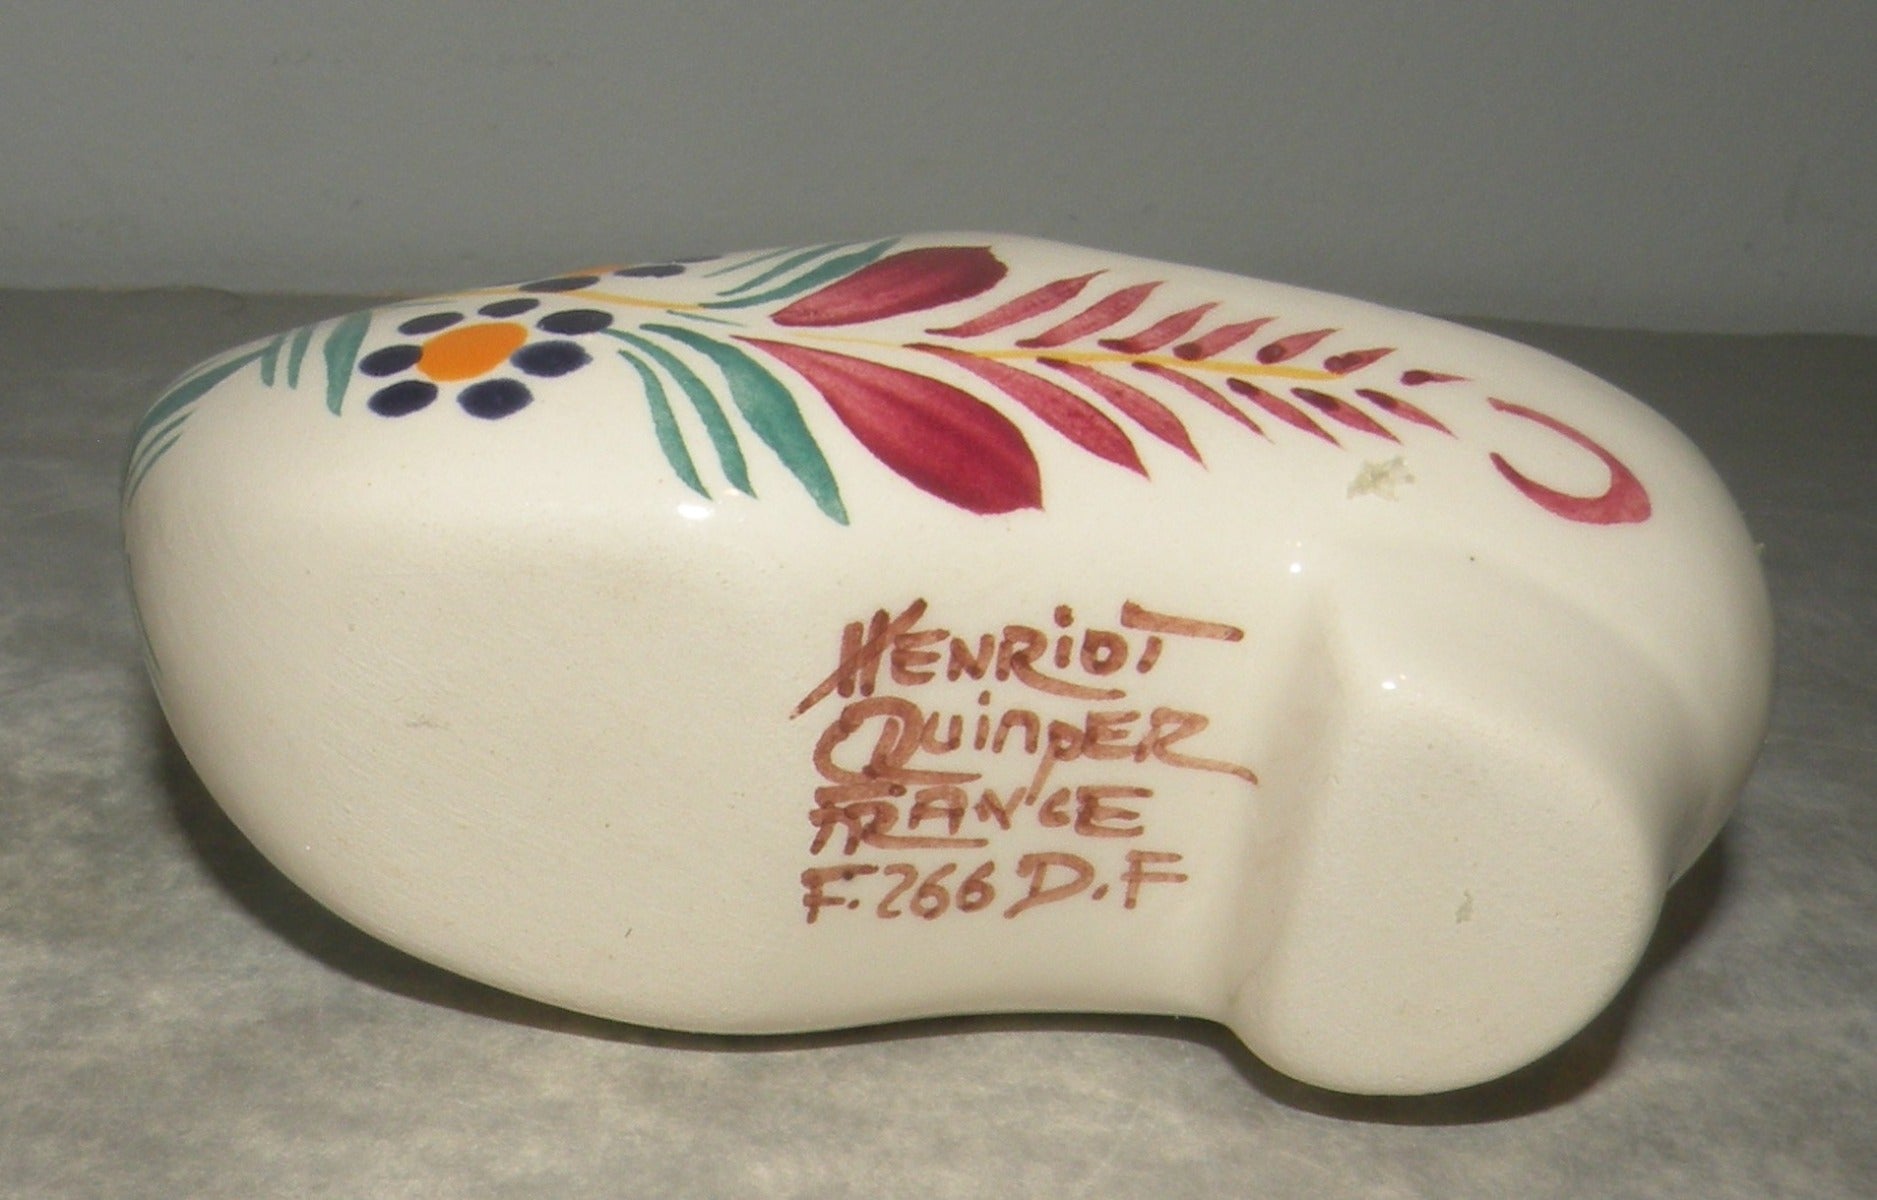 HENRiOT
QuimpER
FRANCE
F.266 D.F